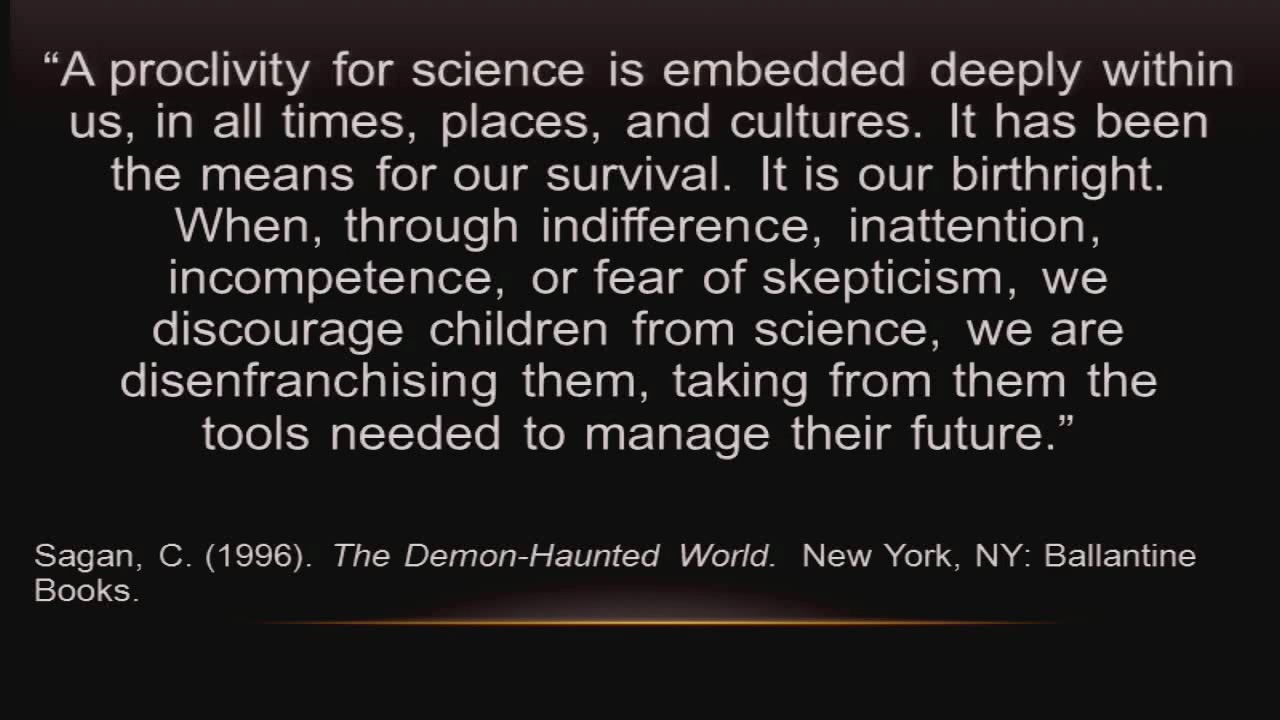 “A proclivity for science is embedded deeply within
us, in all times, places, and cultures. It has been
the means for our survival. It is our birthright.
When, through indifference, inattention,
incompetence, or fear of skepticism, we
discourage children from science, we are
disenfranchising them, taking from them the
tools needed to manage their future.”
Sagan, C. (1996). The Demon-Haunted World. New York, NY: Ballantine
Books.